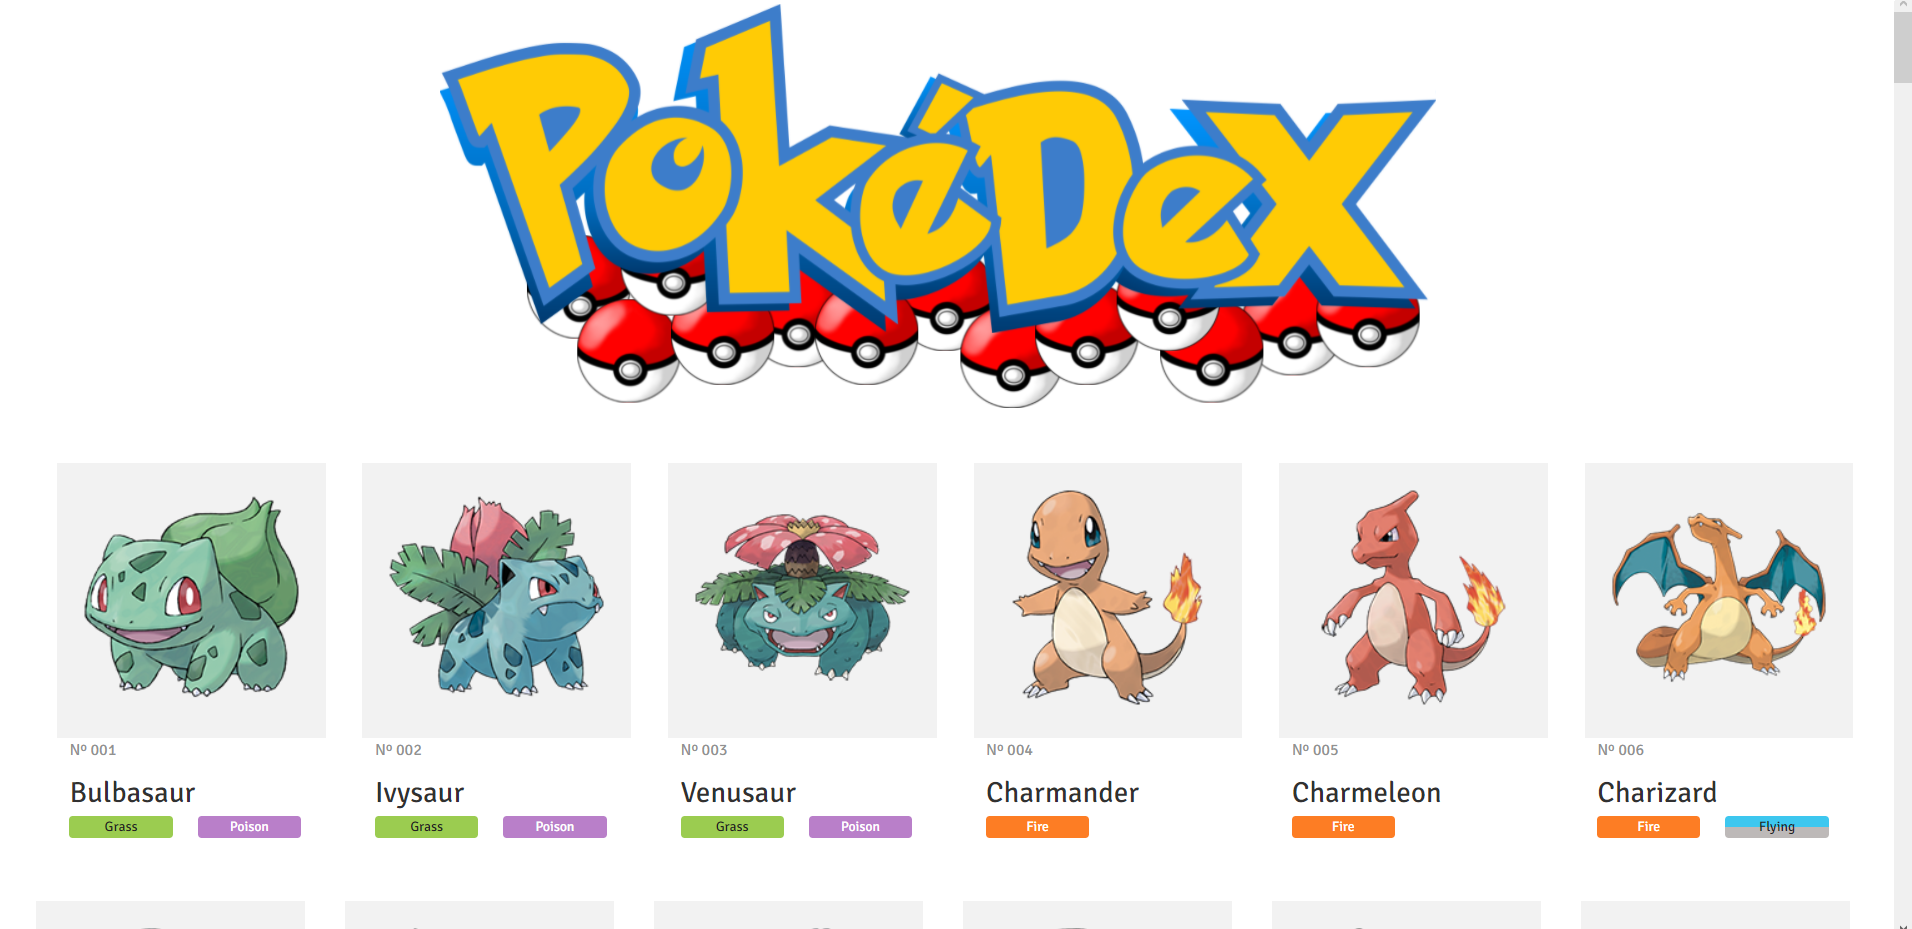 PokéDex
Nº 001
Bulbasaur
Grass Poison
Nº 002
Ivysaur
Grass Poison
Nº 003
Venusaur
Grass Poison
Nº 004
Charmander
Fire
Nº 005
Charmeleon
Fire
Nº 006
Charizard
Fire Flying